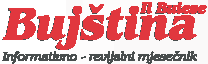 Il Buiese
Bujština
Informativno - revijalni mjesečnik